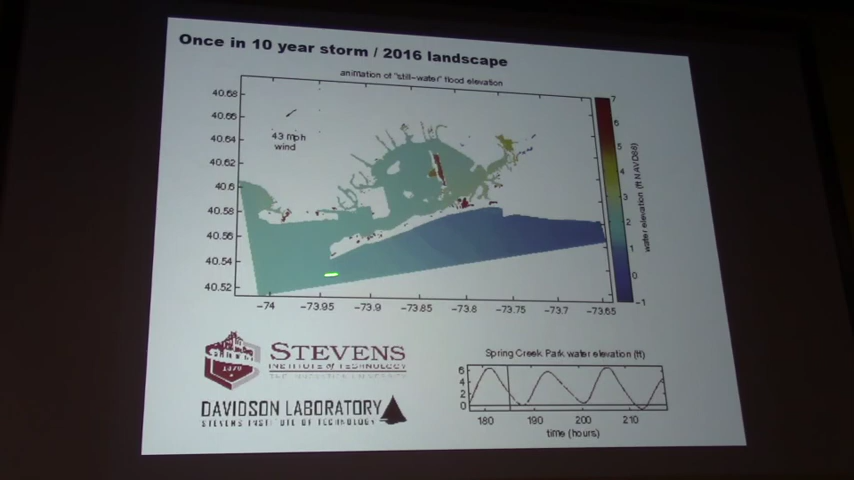 Once in 10 year storm / 2016 landscape
animation of "still-water" flood elevation
40.68
40.66
40.64
40.62
40.6
40.58
40.56
40.54
40.52
43 mph
wind
-74
-73.95
-73.9
-73.85
-73.8
-73.75
-73.7
-73.65
7
6
5
4
3
2
1
0
-1
water elevation (ft NAVD88)
STEVENS
INSTITUTE of TECHNOLOGY
THE INNOVATION UNIVERSITY
1870
DAVIDSON LABORATORY
STEVENS INSTITUTE OF TECHNOLOGY
Spring Creek Park water elevation (ft)
6
4
2
0
180
190
200
210
time (hours)